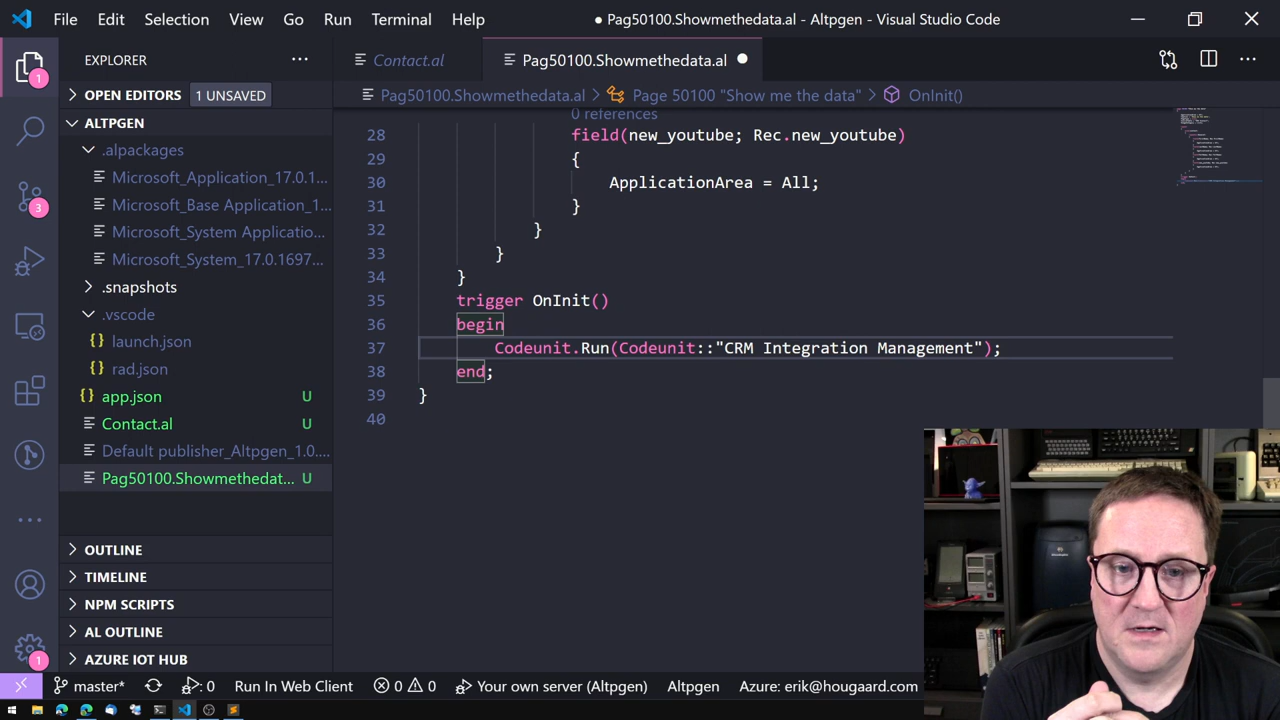 File Edit Selection View Go Run Terminal Help
● Pag50100.Showmethedata.al - Altpgen - Visual Studio Code
EXPLORER
Contact.al
Pag50100.Showmethedata.al
OPEN EDITORS 1 UNSAVED
Pag50100.Showmethedata.al > Page 50100 "Show me the data" > OnInit()
ALTPGEN
.alpackages
Microsoft_Application_17.0.1...
Microsoft_Base Application_1...
Microsoft_System Applicatio...
Microsoft_System_17.0.1697...
.snapshots
.vscode
launch.json
rad.json
app.json U
Contact.al U
Default publisher_Altpgen_1.0....
Pag50100.Showmethedat... U
OUTLINE
TIMELINE
NPM SCRIPTS
AL OUTLINE
AZURE IOT HUB
1
3
1
0 references
28 field(new_youtube; Rec.new_youtube)
29 {
30 ApplicationArea = All;
31 }
32 }
33 }
34 }
35 trigger OnInit()
36 begin
37 Codeunit.Run(Codeunit::"CRM Integration Management");
38 end;
39 }
40
master* : 0 Run In Web Client 0 0 Your own server (Altpgen) Altpgen Azure: erik@hougaard.com